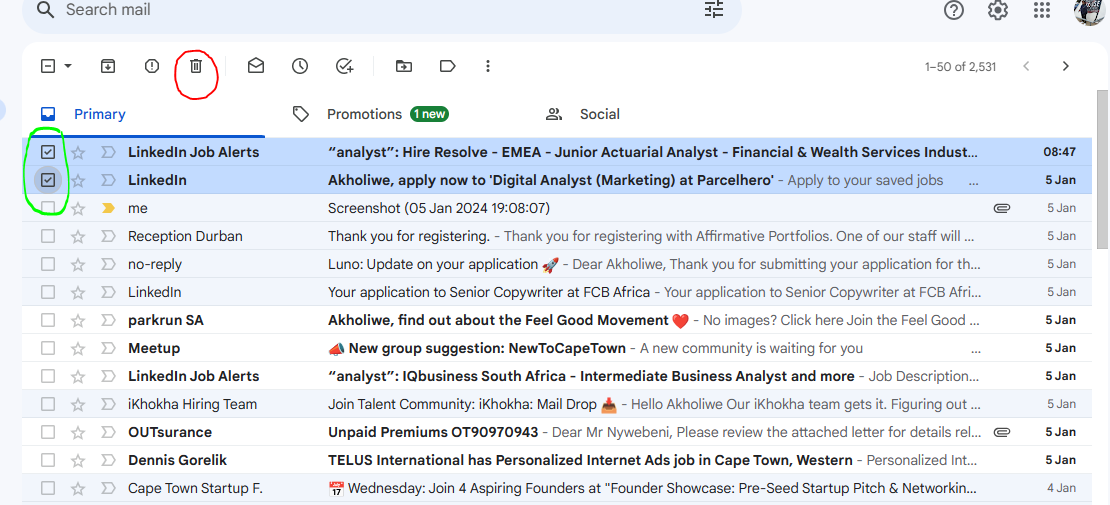 Search mail
1–50 of 2,531
Primary
Promotions 1 new
Social
LinkedIn Job Alerts “analyst”: Hire Resolve - EMEA - Junior Actuarial Analyst - Financial & Wealth Services Indust... 08:47
LinkedIn Akholiwe, apply now to 'Digital Analyst (Marketing) at Parcelhero' - Apply to your saved jobs ... 5 Jan
me Screenshot (05 Jan 2024 19:08:07) 5 Jan
Reception Durban Thank you for registering. - Thank you for registering with Affirmative Portfolios. One of our staff will ... 5 Jan
no-reply Luno: Update on your application 🚀 - Dear Akholiwe, Thank you for submitting your application for th... 5 Jan
LinkedIn Your application to Senior Copywriter at FCB Africa - Your application to Senior Copywriter at FCB Afri... 5 Jan
parkrun SA Akholiwe, find out about the Feel Good Movement ❤️ - No images? Click here Join the Feel Good ... 5 Jan
Meetup 📣 New group suggestion: NewToCapeTown - A new community is waiting for you ... 5 Jan
LinkedIn Job Alerts “analyst”: IQbusiness South Africa - Intermediate Business Analyst and more - Job Description... 5 Jan
iKhokha Hiring Team Join Talent Community: iKhokha: Mail Drop 📥 - Hello Akholiwe Our iKhokha team gets it. Figuring out ... 5 Jan
OUTsurance Unpaid Premiums OT90970943 - Dear Mr Nywebeni, Please review the attached letter for details rel... 5 Jan
Dennis Gorelik TELUS International has Personalized Internet Ads job in Cape Town, Western - Personalized Int... 5 Jan
Cape Town Startup F. 📅 Wednesday: Join 4 Aspiring Founders at "Founder Showcase: Pre-Seed Startup Pitch & Networkin... 4 Jan